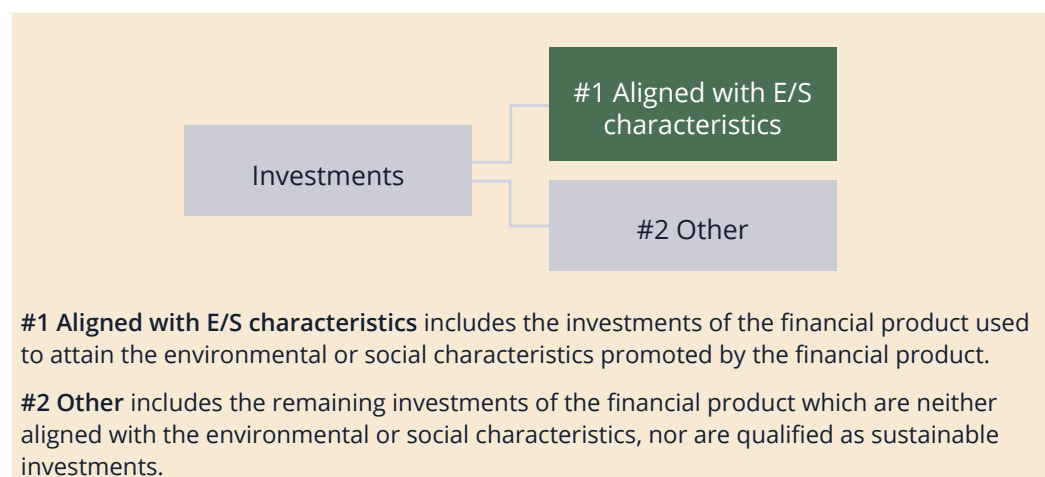 #1 Aligned with E/S
characteristics
Investments
#2 Other
#1 Aligned with E/S characteristics includes the investments of the financial product used
to attain the environmental or social characteristics promoted by the financial product.
#2 Other includes the remaining investments of the financial product which are neither
aligned with the environmental or social characteristics, nor are qualified as sustainable
investments.